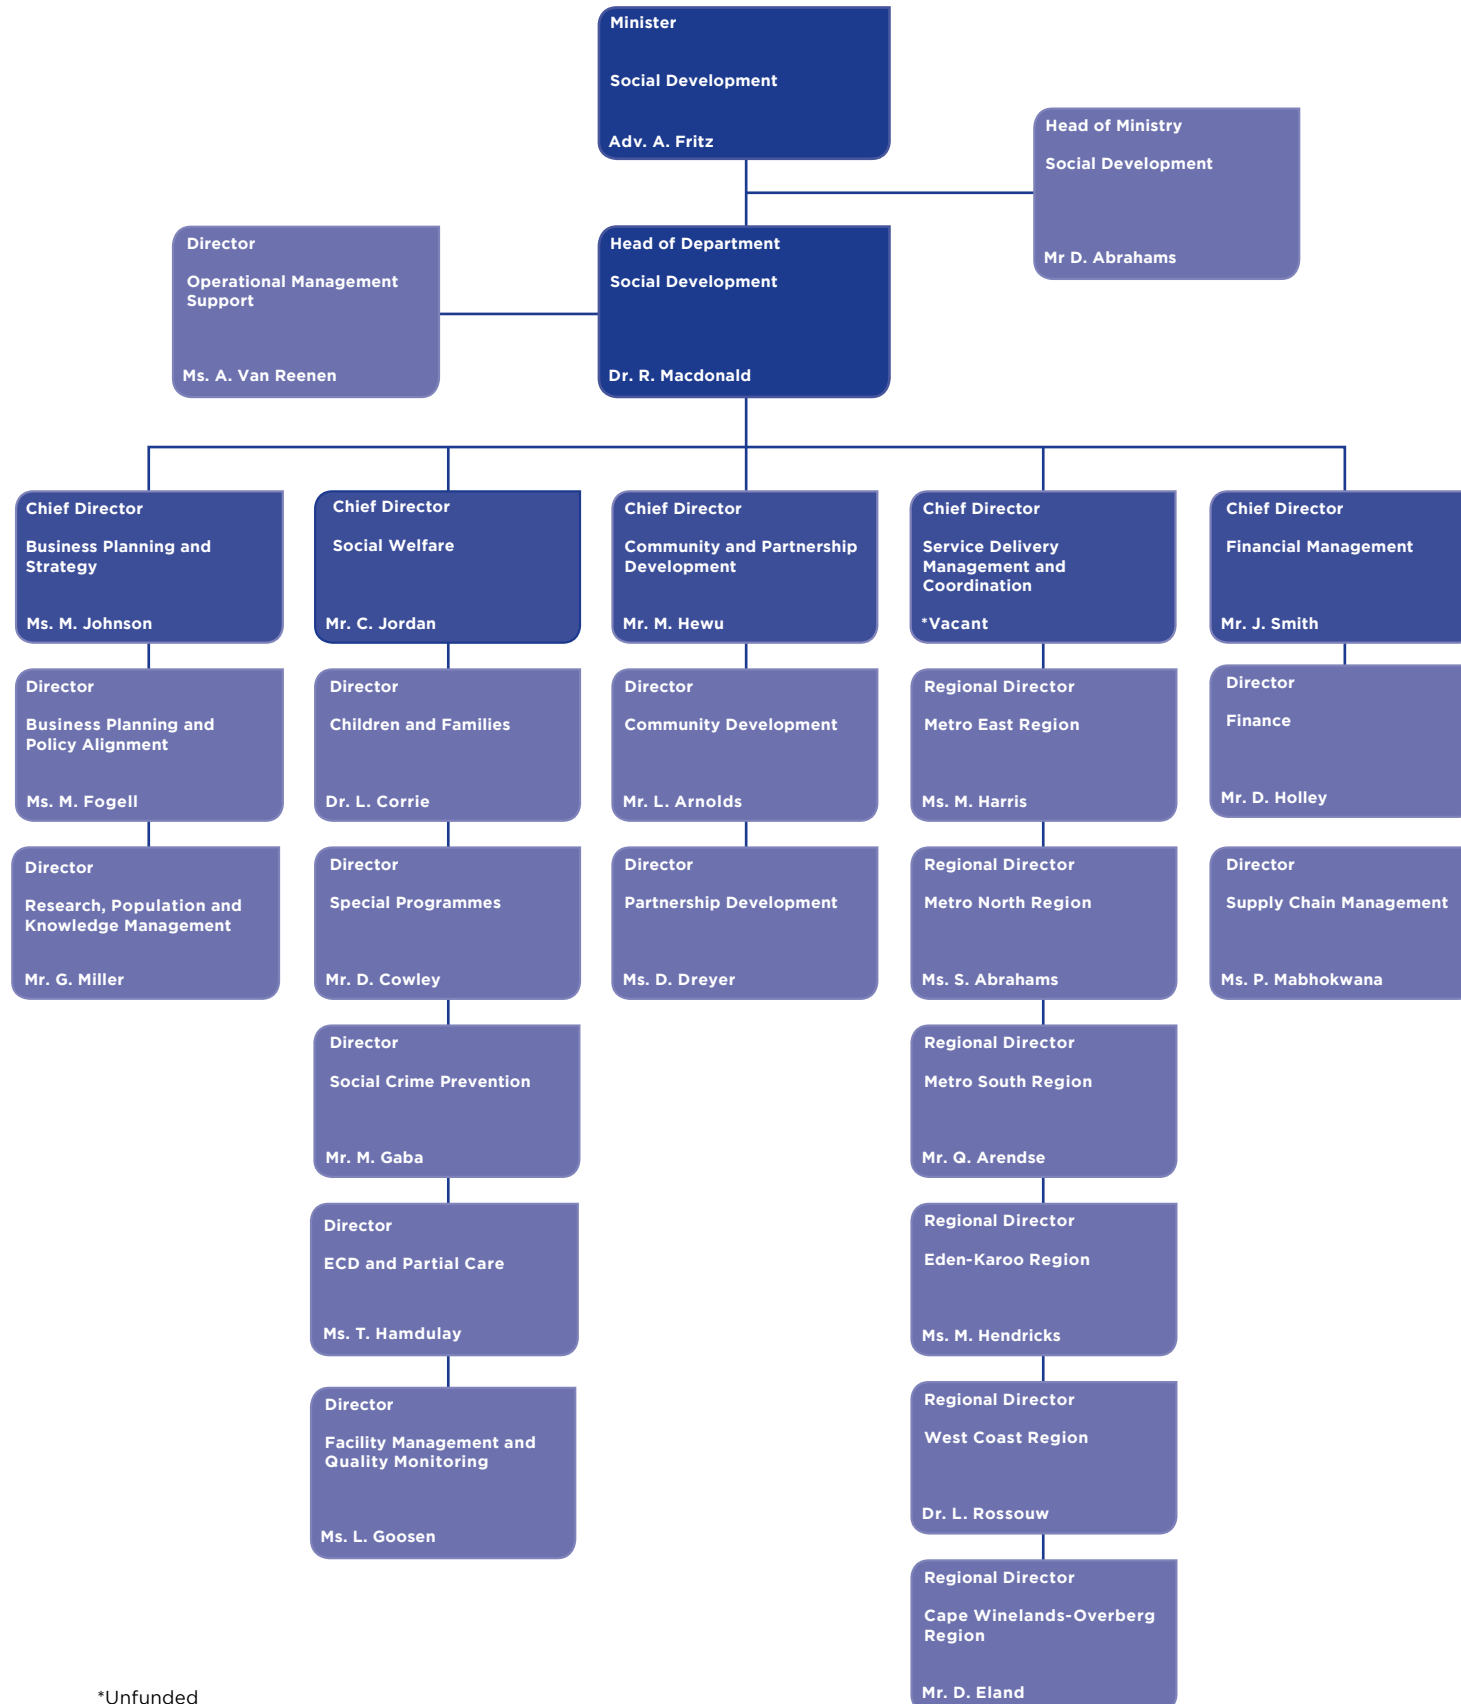 Minister
Social Development
Adv. A. Fritz
Head of Ministry
Social Development
Mr D. Abrahams
Director
Operational Management
Support
Ms. A. Van Reenen
Head of Department
Social Development
Dr. R. Macdonald
Chief Director
Business Planning and
Strategy
Ms. M. Johnson
Director
Business Planning and
Policy Alignment
Ms. M. Fogell
Director
Research, Population and
Knowledge Management
Mr. G. Miller
Chief Director
Social Welfare
Mr. C. Jordan
Director
Children and Families
Dr. L. Corrie
Director
Special Programmes
Mr. D. Cowley
Director
Social Crime Prevention
Mr. M. Gaba
Director
ECD and Partial Care
Ms. T. Hamdulay
Director
Facility Management and
Quality Monitoring
Ms. L. Goosen
Chief Director
Community and Partnership
Development
Mr. M. Hewu
Director
Community Development
Mr. L. Arnolds
Director
Partnership Development
Ms. D. Dreyer
Chief Director
Service Delivery
Management and
Coordination
*Vacant
Regional Director
Metro East Region
Ms. M. Harris
Regional Director
Metro North Region
Ms. S. Abrahams
Regional Director
Metro South Region
Mr. Q. Arendse
Regional Director
Eden-Karoo Region
Ms. M. Hendricks
Regional Director
West Coast Region
Dr. L. Rossouw
Regional Director
Cape Winelands-Overberg
Region
Mr. D. Eland
Chief Director
Financial Management
Mr. J. Smith
Director
Finance
Mr. D. Holley
Director
Supply Chain Management
Ms. P. Mabhokwana
*Unfunded